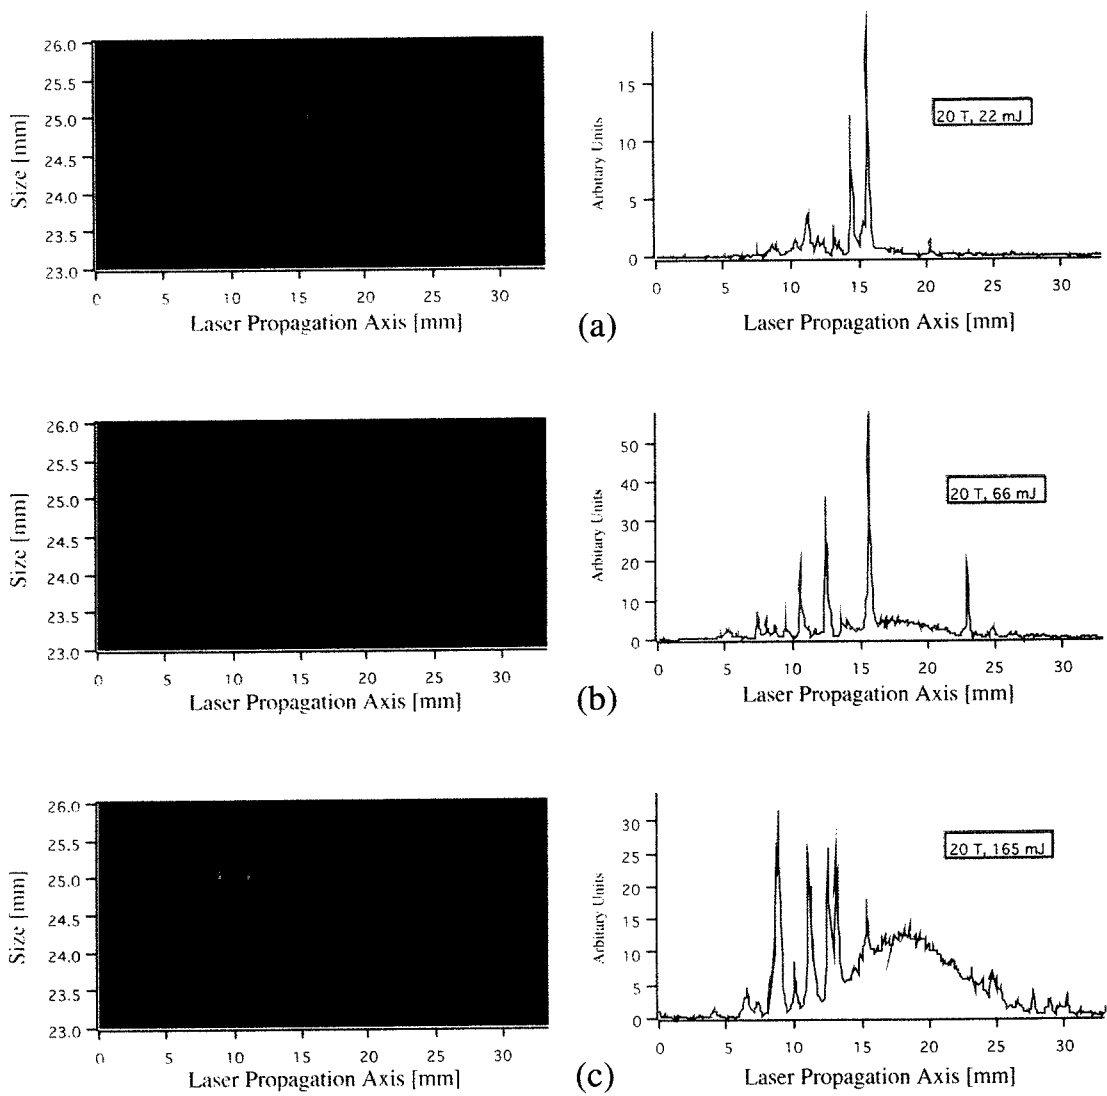 26.0
25.5
25.0
24.5
24.0
23.5
23.0
Size [mm]
0 5 10 15 20 25 30
Laser Propagation Axis [mm]
15
10
5
0
Arbitary Units
20 T, 22 mJ
0 5 10 15 20 25 30
Laser Propagation Axis [mm]
(a)
26.0
25.5
25.0
24.5
24.0
23.5
23.0
Size [mm]
0 5 10 15 20 25 30
Laser Propagation Axis [mm]
50
40
30
20
10
0
Arbitary Units
20 T, 66 mJ
0 5 10 15 20 25 30
Laser Propagation Axis [mm]
(b)
26.0
25.5
25.0
24.5
24.0
23.5
23.0
Size [mm]
0 5 10 15 20 25 30
Laser Propagation Axis [mm]
30
25
20
15
10
5
0
Arbitary Units
20 T, 165 mJ
0 5 10 15 20 25 30
Laser Propagation Axis [mm]
(c)